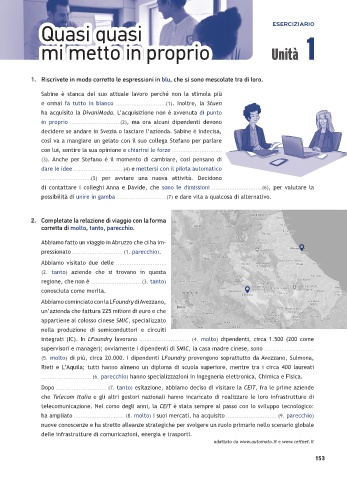 ESERCIZIARIO
Quasi quasi
mi metto in proprio
Unità 1
1. Riscrivete in modo corretto le espressioni in blu, che si sono mescolate tra di loro.
Sabine è stanca del suo attuale lavoro perché non la stimola più
e ormai fa tutto in bianco ........................ (1). Inoltre, la Stuen
ha acquisito la DivaniModa. L'acquisizione non è avvenuta di punto
in proprio ........................ (2), ma ora alcuni dipendenti devono
decidere se andare in Svezia o lasciare l'azienda. Sabine è indecisa,
così va a mangiare un gelato con il suo collega Stefano per parlare
con lui, sentire la sua opinione e chiarire le forze ........................
(3). Anche per Stefano è il momento di cambiare, così pensano di
dare le idee ........................ (4) e mettersi con il pilota automatico
........................ (5) per avviare una nuova attività. Decidono
di contattare i colleghi Anna e Davide, che sono le dimissioni ........................ (6), per valutare la
possibilità di unire in gamba ........................ (7) e dare vita a qualcosa di alternativo.
2. Completate la relazione di viaggio con la forma
corretta di molto, tanto, parecchio.
Abbiamo fatto un viaggio in Abruzzo che ci ha im-
pressionato ........................ (1. parecchio).
Abbiamo visitato due delle ........................
(2. tanto) aziende che si trovano in questa
regione, che non è ........................ (3. tanto)
conosciuta come merita.
Abbiamo cominciato con la LFoundry di Avezzano,
un'azienda che fattura 225 milioni di euro e che
appartiene al colosso cinese SMIC, specializzato
nella produzione di semiconduttori e circuiti
integrati (IC). In LFoundry lavorano ........................ (4. molto) dipendenti, circa 1.500 (200 come
supervisori e manager); ovviamente i dipendenti di SMIC, la casa madre cinese, sono ........................
(5. molto) di più, circa 20.000. I dipendenti LFoundry provengono soprattutto da Avezzano, Sulmona,
Rieti e L'Aquila; tutti hanno almeno un diploma di scuola superiore, mentre tra i circa 400 laureati
........................ (6. parecchio) hanno specializzazioni in Ingegneria elettronica, Chimica e Fisica.
Dopo ........................ (7. tanto) esitazione, abbiamo deciso di visitare la CEIT, fra le prime aziende
che Telecom Italia e gli altri gestori nazionali hanno incaricato di realizzare le loro infrastrutture di
telecomunicazione. Nel corso degli anni, la CEIT è stata sempre al passo con lo sviluppo tecnologico:
ha ampliato ........................ (8. molto) i suoi mercati, ha acquisito ........................ (9. parecchio)
nuove conoscenze e ha stretto alleanze strategiche per svolgere un ruolo primario nello scenario globale
delle infrastrutture di comunicazioni, energia e trasporti.
adattato da www.automoto.it e www.ceitnet.it
153